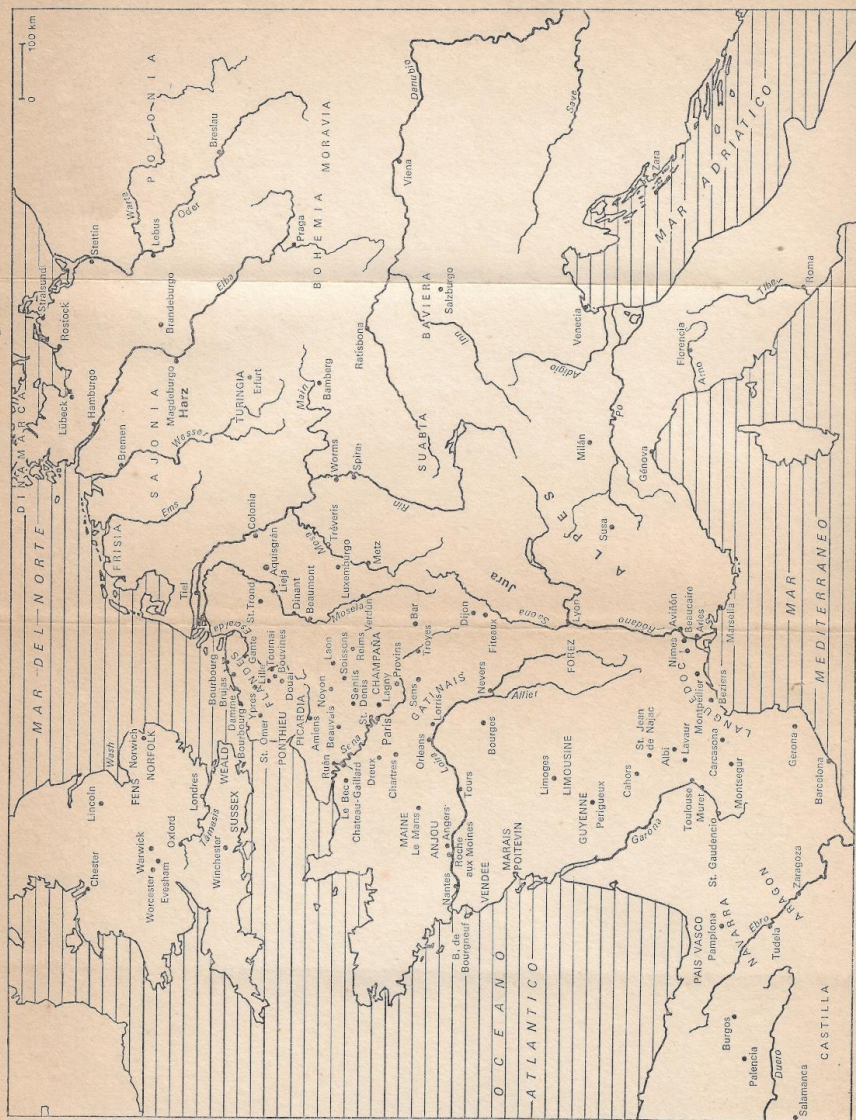 0 100 km
MAR DEL NORTE
DINAMARCA
Stralsund
Rostock
Lübeck
Hamburgo
Stettin
Bremen
Ems
FRISIA
SAJONIA
Wesser
Magdeburgo
Harz
Brandeburgo
Elba
Lebus
Warta
Oder
POLONIA
Breslau
TURINGIA
Erfurt
Praga
BOHEMIA
MORAVIA
Main
Bamberg
Ratisbona
Danubio
Viena
BAVIERA
Salzburgo
Inn
SUABIA
Worms
Spira
Rin
Colonia
Aquisgrán
Lieja
Dinant
Beaumont
St. Trond
Tiel
Escarda
Mosa
Tréveris
Luxemburgo
Metz
Mosela
Verdún
Bar
Chester
Lincoln
Wash
Norwich
NORFOLK
FENS
Warwick
Worcester
Evesham
Oxford
Londres
Tamesis
WEALD
SUSSEX
Winchester
Bourbourg
Brujas
Damme
Bourbourg
Gante
Yprés
Lille
FLANDES
Tournai
Bouvines
Douai
St. Omer
PONTHIEU
PICARDIA
Amiens
Noyon
Laon
Beauvais
Soissons
Reims
Senlis
St. Denis
CHAMPAÑA
Lagny
Provins
Paris
Troyes
Ruán
Sena
Le Bec
Chateau-Gaillard
Dreux
Chartres
Sens
GATINAIS
Lorris
Orleans
Loira
MAINE
Le Mans
ANJOU
Angers
Roche
aux Moines
Tours
Nantes
B. de
Bourgneuf
VENDEE
MARAIS
POITEVIN
Bourges
Nevers
Allier
Dijon
Fixeaux
Saona
Jura
Lyon
FOREZ
Ródano
ALPES
Susa
Milán
Po
Génova
Adigio
Venecia
Save
Zara
MAR ADRIATICO
Florencia
Arno
Tíber
Roma
OCEANO
ATLANTICO
Limoges
LIMOUSINE
GUYENNE
Perigueux
Cahors
St. Jean
de Najac
Garona
Albi
Lavaur
Toulouse
Muret
Carcasona
Montsegur
St. Gaudencio
LANGUEDOC
Beziers
Montpellier
Nimes
Aviñón
Beaucaire
Arlés
Marsella
MAR
MEDITERRANEO
PAIS VASCO
Pamplona
NAVARRA
Ebro
Tudela
ARAGON
Zaragoza
Gerona
Barcelona
Burgos
Palencia
Duero
Salamanca
CASTILLA